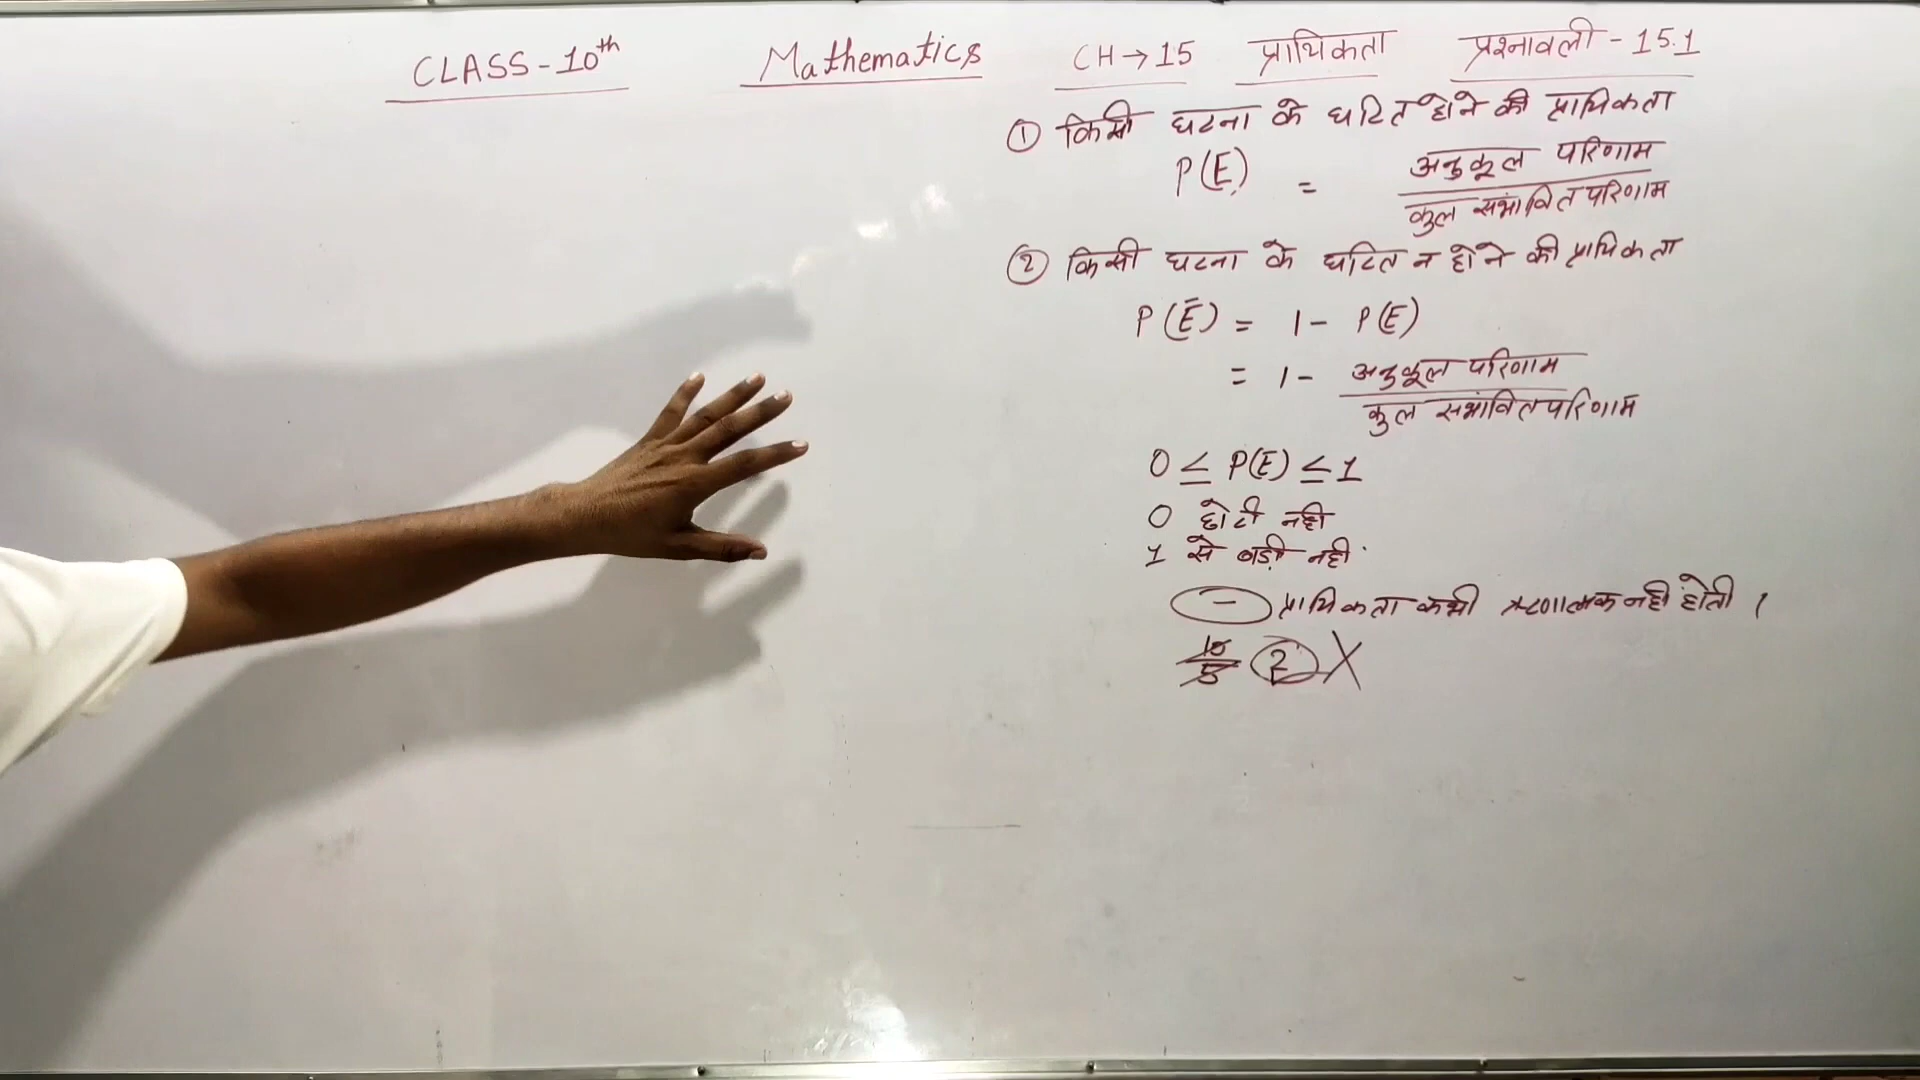 CLASS-10th Mathematics CH→15 प्रायिकता प्रश्नावली-15.1
① किसी घटना के घटित होने की प्रायिकता
P(E) = अनुकूल परिणाम
कुल सभांवित परिणाम
② किसी घटना के घटित न होने की प्रायिकता
P(Ē) = 1 - P(E)
= 1 - अनुकूल परिणाम
कुल सभांवित परिणाम
0 ≤ P(E) ≤ 1
0 छोटी नही
1 से बड़ी नही
- प्रायिकता कभी ऋणात्मक नही होती।
10
5 2 X